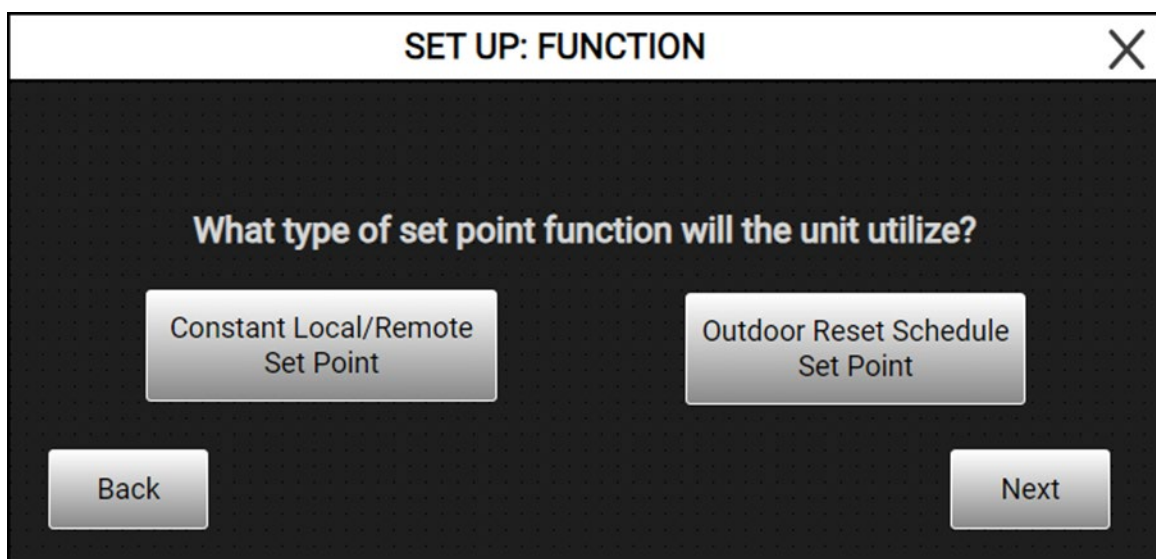 SET UP: FUNCTION
What type of set point function will the unit utilize?
Constant Local/Remote
Set Point
Outdoor Reset Schedule
Set Point
Back
Next